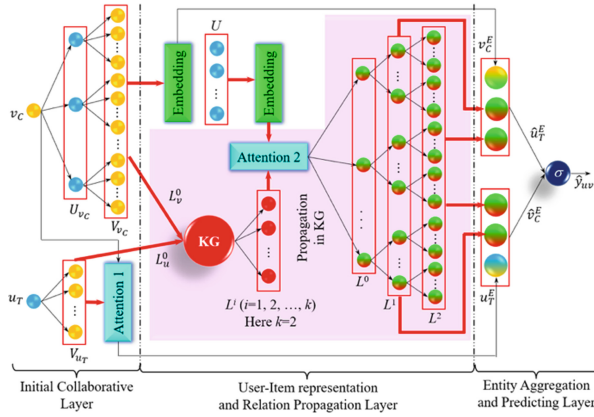 U
v_C^E
Embedding
Embedding
v_C
Attention 2
û_T^E
σ
ŷ_uv
U_{v_C}
V_{v_C}
L_v^0
KG
Propagation
in KG
v̂_C^E
L_u^0
L^0
L^1
L^2
u_T
Attention 1
L^i (i=1, 2, …, k)
Here k=2
u_T^E
V_{u_T}
Initial Collaborative
Layer
User-Item representation
and Relation Propagation Layer
Entity Aggregation
and Predicting Layer